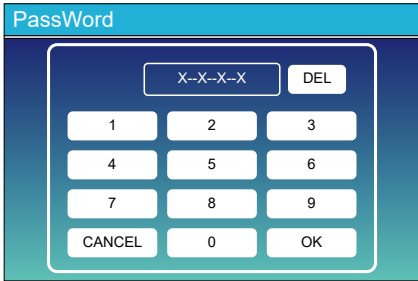 PassWord
X--X--X--X DEL
1 2 3
4 5 6
7 8 9
CANCEL 0 OK